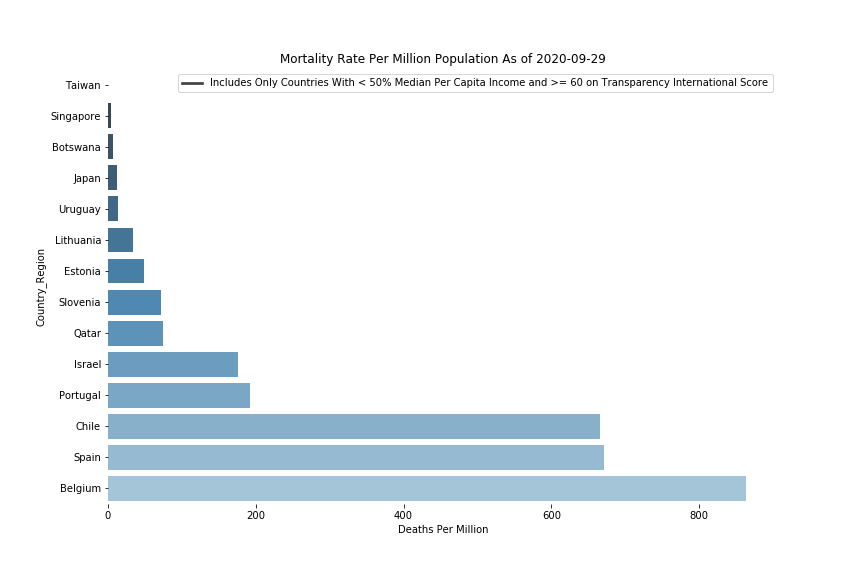 Mortality Rate Per Million Population As of 2020-09-29
Includes Only Countries With < 50% Median Per Capita Income and >= 60 on Transparency International Score
Country_Region
Taiwan
Singapore
Botswana
Japan
Uruguay
Lithuania
Estonia
Slovenia
Qatar
Israel
Portugal
Chile
Spain
Belgium
0 200 400 600 800
Deaths Per Million